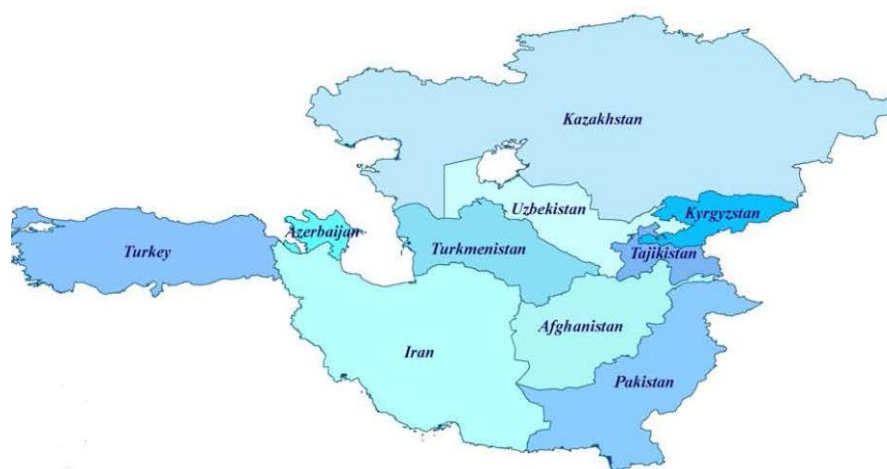 Kazakhstan
Uzbekistan
Kyrgyzstan
Azerbaijan
Turkey
Turkmenistan
Tajikistan
Afghanistan
Iran
Pakistan